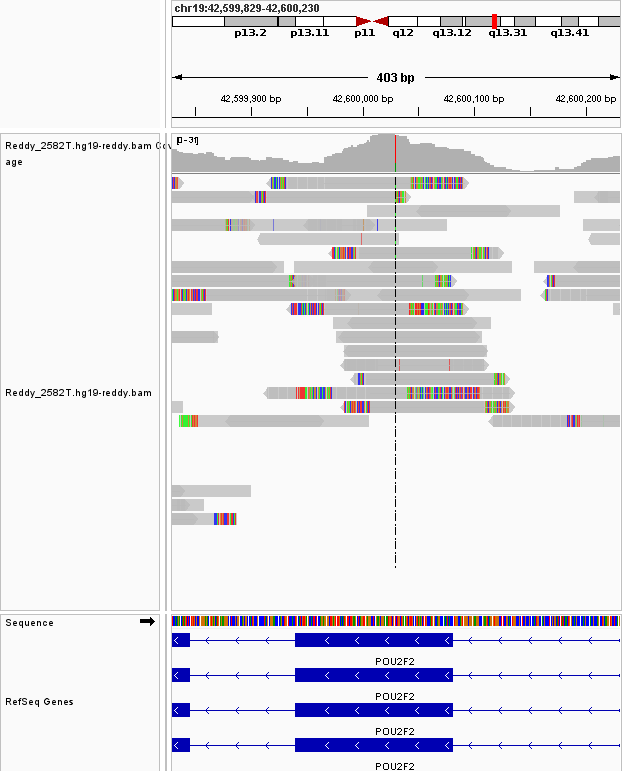 chr19:42,599,829-42,600,230
p13.2 p13.11 p11 q12 q13.12 q13.31 q13.41
403 bp
42,599,900 bp 42,600,000 bp 42,600,100 bp 42,600,200 bp
[0-31]
Reddy_2582T.hg19-reddy.bam Cov
age
Reddy_2582T.hg19-reddy.bam
Sequence
POU2F2
POU2F2
RefSeq Genes
POU2F2
POU2F2